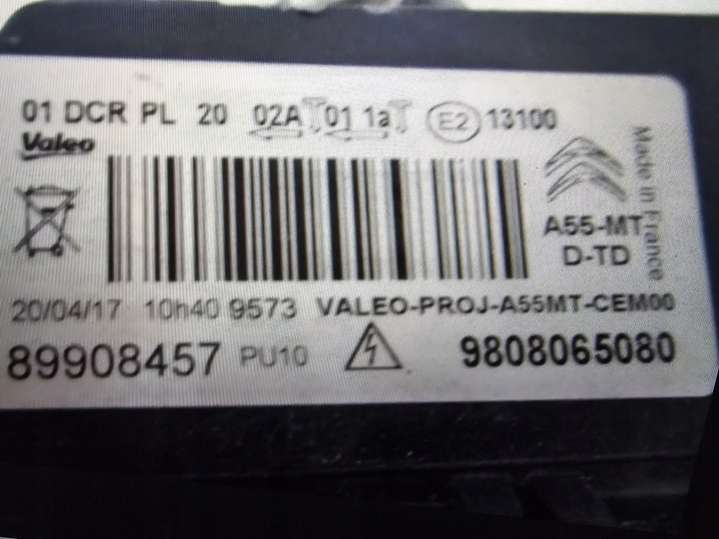 01 DCR PL 20 02A 01 1a E2 13100
Valeo
Made in France
A55-MT
D-TD
20/04/17 10h40 9573 VALEO-PROJ-A55MT-CEM00
89908457 PU10 9808065080